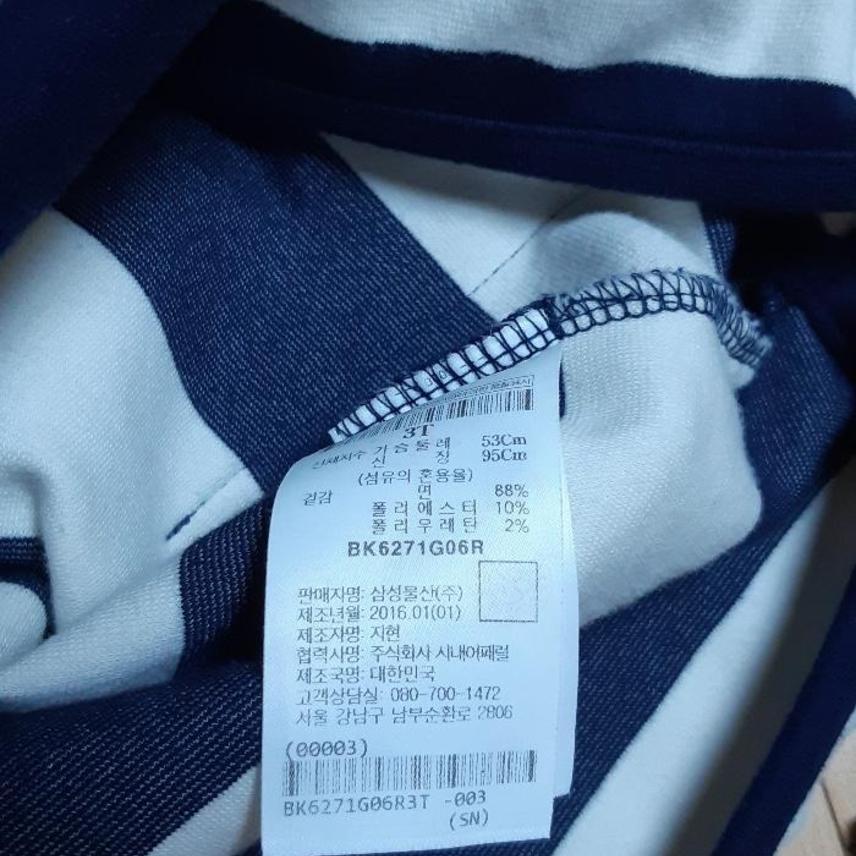 3T
신체치수 가 슴 둘 레 53Cm
신 장 95Cm
(섬유의 혼용율)
겉감 면 88%
폴 리 에 스 터 10%
폴 리 우 레 탄 2%
BK6271G06R
판매자명: 삼성물산(주)
제조년월: 2016.01(01)
제조자명: 지현
협력사명: 주식회사 시내어패럴
제조국명: 대한민국
고객상담실: 080-700-1472
서울 강남구 남부순환로 2806
(00003)
BK6271G06R3T -003
(SN)